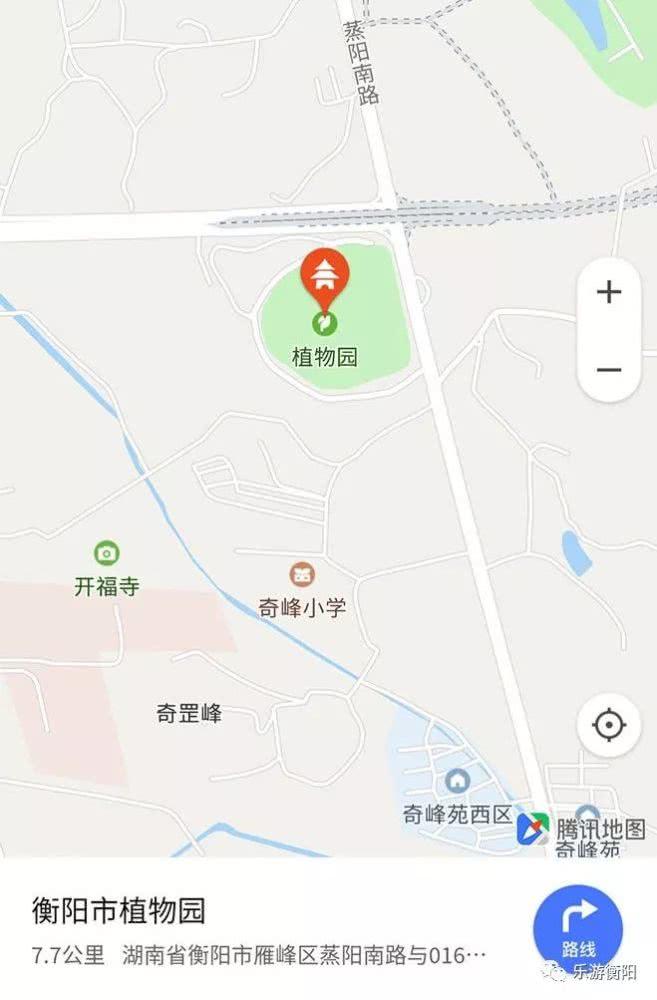 蒸阳南路
植物园
开福寺
奇峰小学
奇罡峰
奇峰苑西区
腾讯地图
奇峰苑
衡阳市植物园
7.7公里 湖南省衡阳市雁峰区蒸阳南路与016…
路线
乐游衡阳